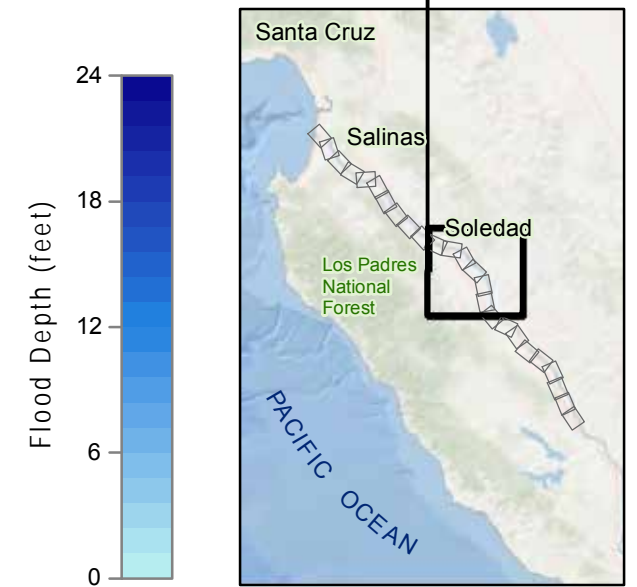 24
18
12
6
0
Flood Depth (feet)
Santa Cruz
Salinas
Soledad
Los Padres
National
Forest
PACIFIC OCEAN